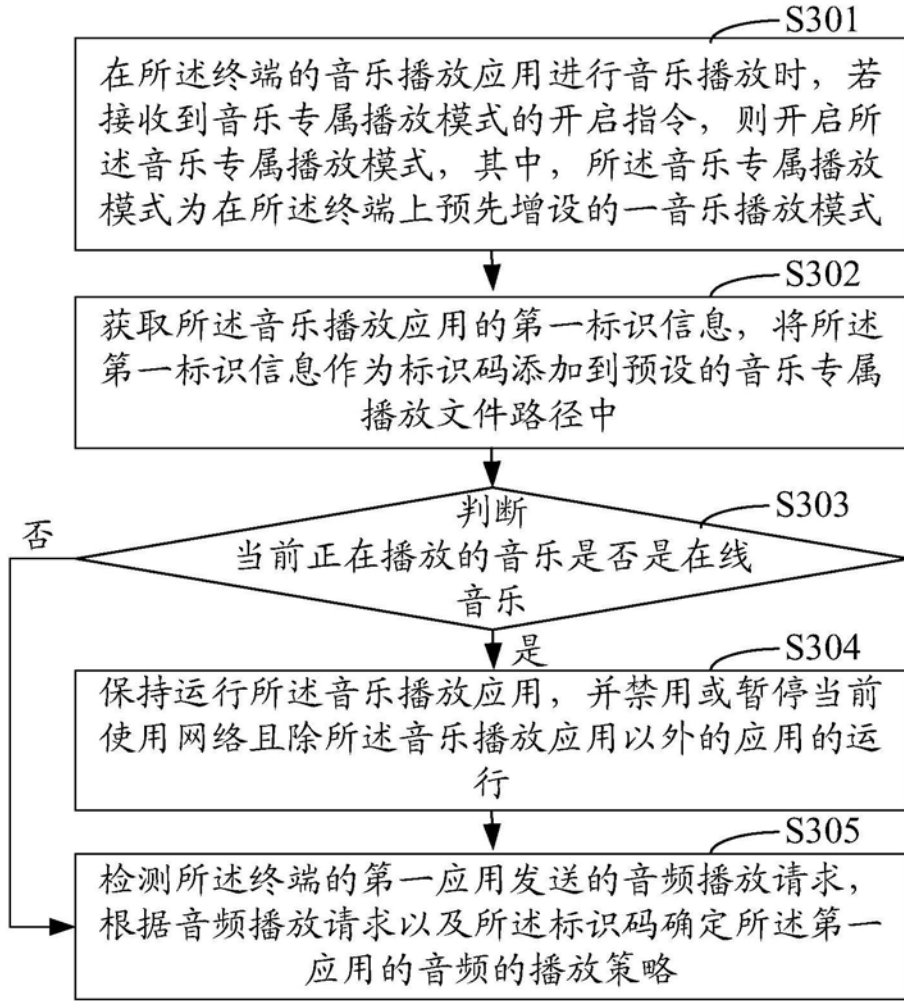 S301
在所述终端的音乐播放应用进行音乐播放时，若
接收到音乐专属播放模式的开启指令，则开启所
述音乐专属播放模式，其中，所述音乐专属播放
模式为在所述终端上预先增设的一音乐播放模式
S302
获取所述音乐播放应用的第一标识信息，将所述
第一标识信息作为标识码添加到预设的音乐专属
播放文件路径中
S303
判断
当前正在播放的音乐是否是在线
音乐
否
是
S304
保持运行所述音乐播放应用，并禁用或暂停当前
使用网络且除所述音乐播放应用以外的应用的运
行
S305
检测所述终端的第一应用发送的音频播放请求，
根据音频播放请求以及所述标识码确定所述第一
应用的音频的播放策略